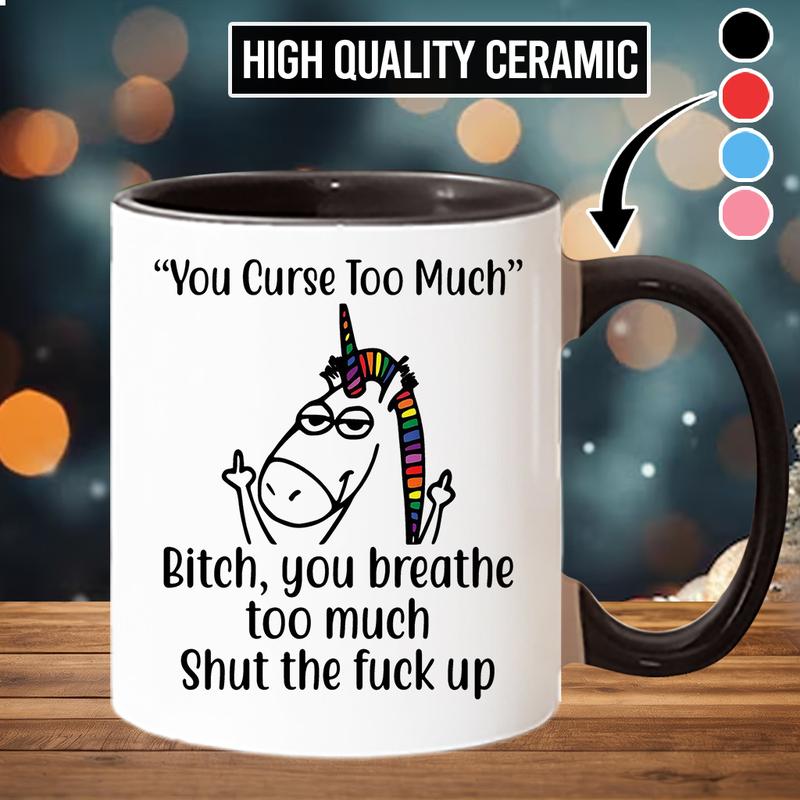 HIGH QUALITY CERAMIC
“You Curse Too Much”
Bitch, you breathe
too much
Shut the fuck up